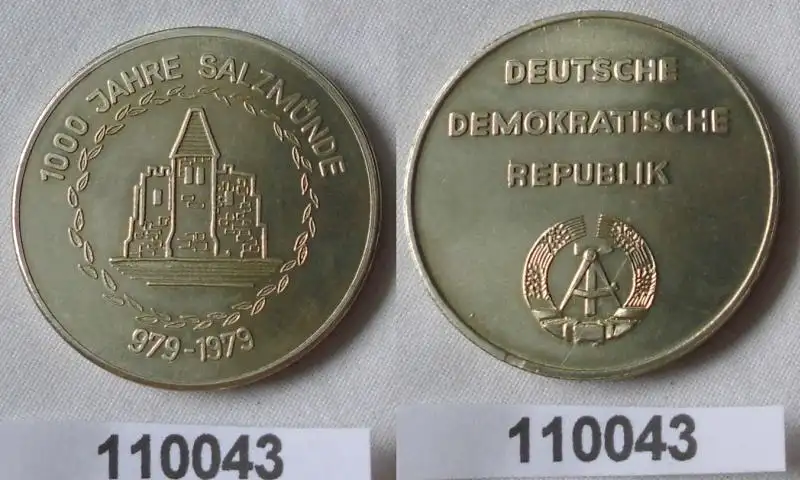 1000 JAHRE SALZMÜNDE
979-1979
110043
DEUTSCHE
DEMOKRATISCHE
REPUBLIK
110043